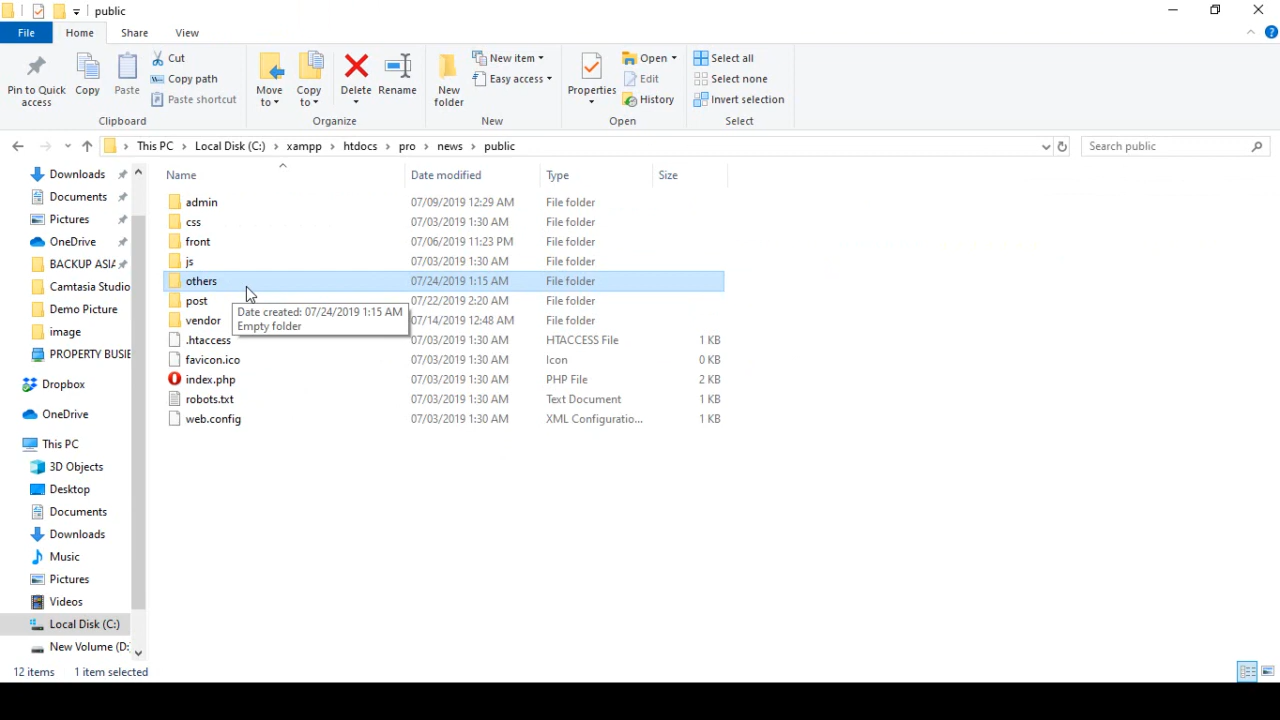 public
File Home Share View
Pin to Quick access
Copy
Paste
Cut
Copy path
Paste shortcut
Clipboard
Move to
Copy to
Delete
Rename
Organize
New folder
New item
Easy access
New
Properties
Open
Edit
History
Open
Select all
Select none
Invert selection
Select
This PC › Local Disk (C:) › xampp › htdocs › pro › news › public
Search public
Downloads
Documents
Pictures
OneDrive
BACKUP ASIA
Camtasia Studio
Demo Picture
image
PROPERTY BUSIE
Dropbox
OneDrive
This PC
3D Objects
Desktop
Documents
Downloads
Music
Pictures
Videos
Local Disk (C:)
New Volume (D:
Name Date modified Type Size
admin 07/09/2019 12:29 AM File folder
css 07/03/2019 1:30 AM File folder
front 07/06/2019 11:23 PM File folder
js 07/03/2019 1:30 AM File folder
others 07/24/2019 1:15 AM File folder
post 07/22/2019 2:20 AM File folder
vendor 07/14/2019 12:48 AM File folder
.htaccess 07/03/2019 1:30 AM HTACCESS File 1 KB
favicon.ico 07/03/2019 1:30 AM Icon 0 KB
index.php 07/03/2019 1:30 AM PHP File 2 KB
robots.txt 07/03/2019 1:30 AM Text Document 1 KB
web.config 07/03/2019 1:30 AM XML Configuratio... 1 KB
Date created: 07/24/2019 1:15 AM
Empty folder
12 items 1 item selected